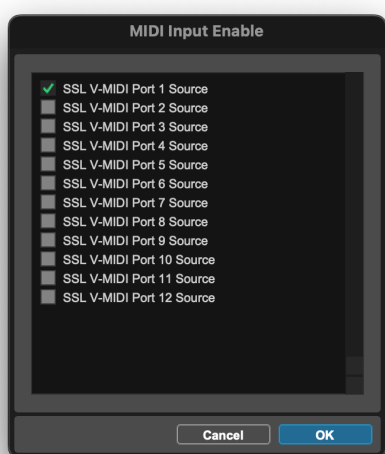 MIDI Input Enable
SSL V-MIDI Port 1 Source
SSL V-MIDI Port 2 Source
SSL V-MIDI Port 3 Source
SSL V-MIDI Port 4 Source
SSL V-MIDI Port 5 Source
SSL V-MIDI Port 6 Source
SSL V-MIDI Port 7 Source
SSL V-MIDI Port 8 Source
SSL V-MIDI Port 9 Source
SSL V-MIDI Port 10 Source
SSL V-MIDI Port 11 Source
SSL V-MIDI Port 12 Source
Cancel OK